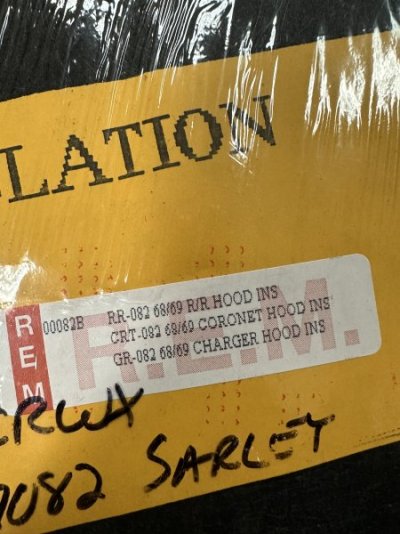 LATION
00082B RR-082 68/69 R/R HOOD INS
CRT-082 68/69 CORONET HOOD INS
GR-082 68/69 CHARGER HOOD INS
REM
R.E.M.
082 SARLET